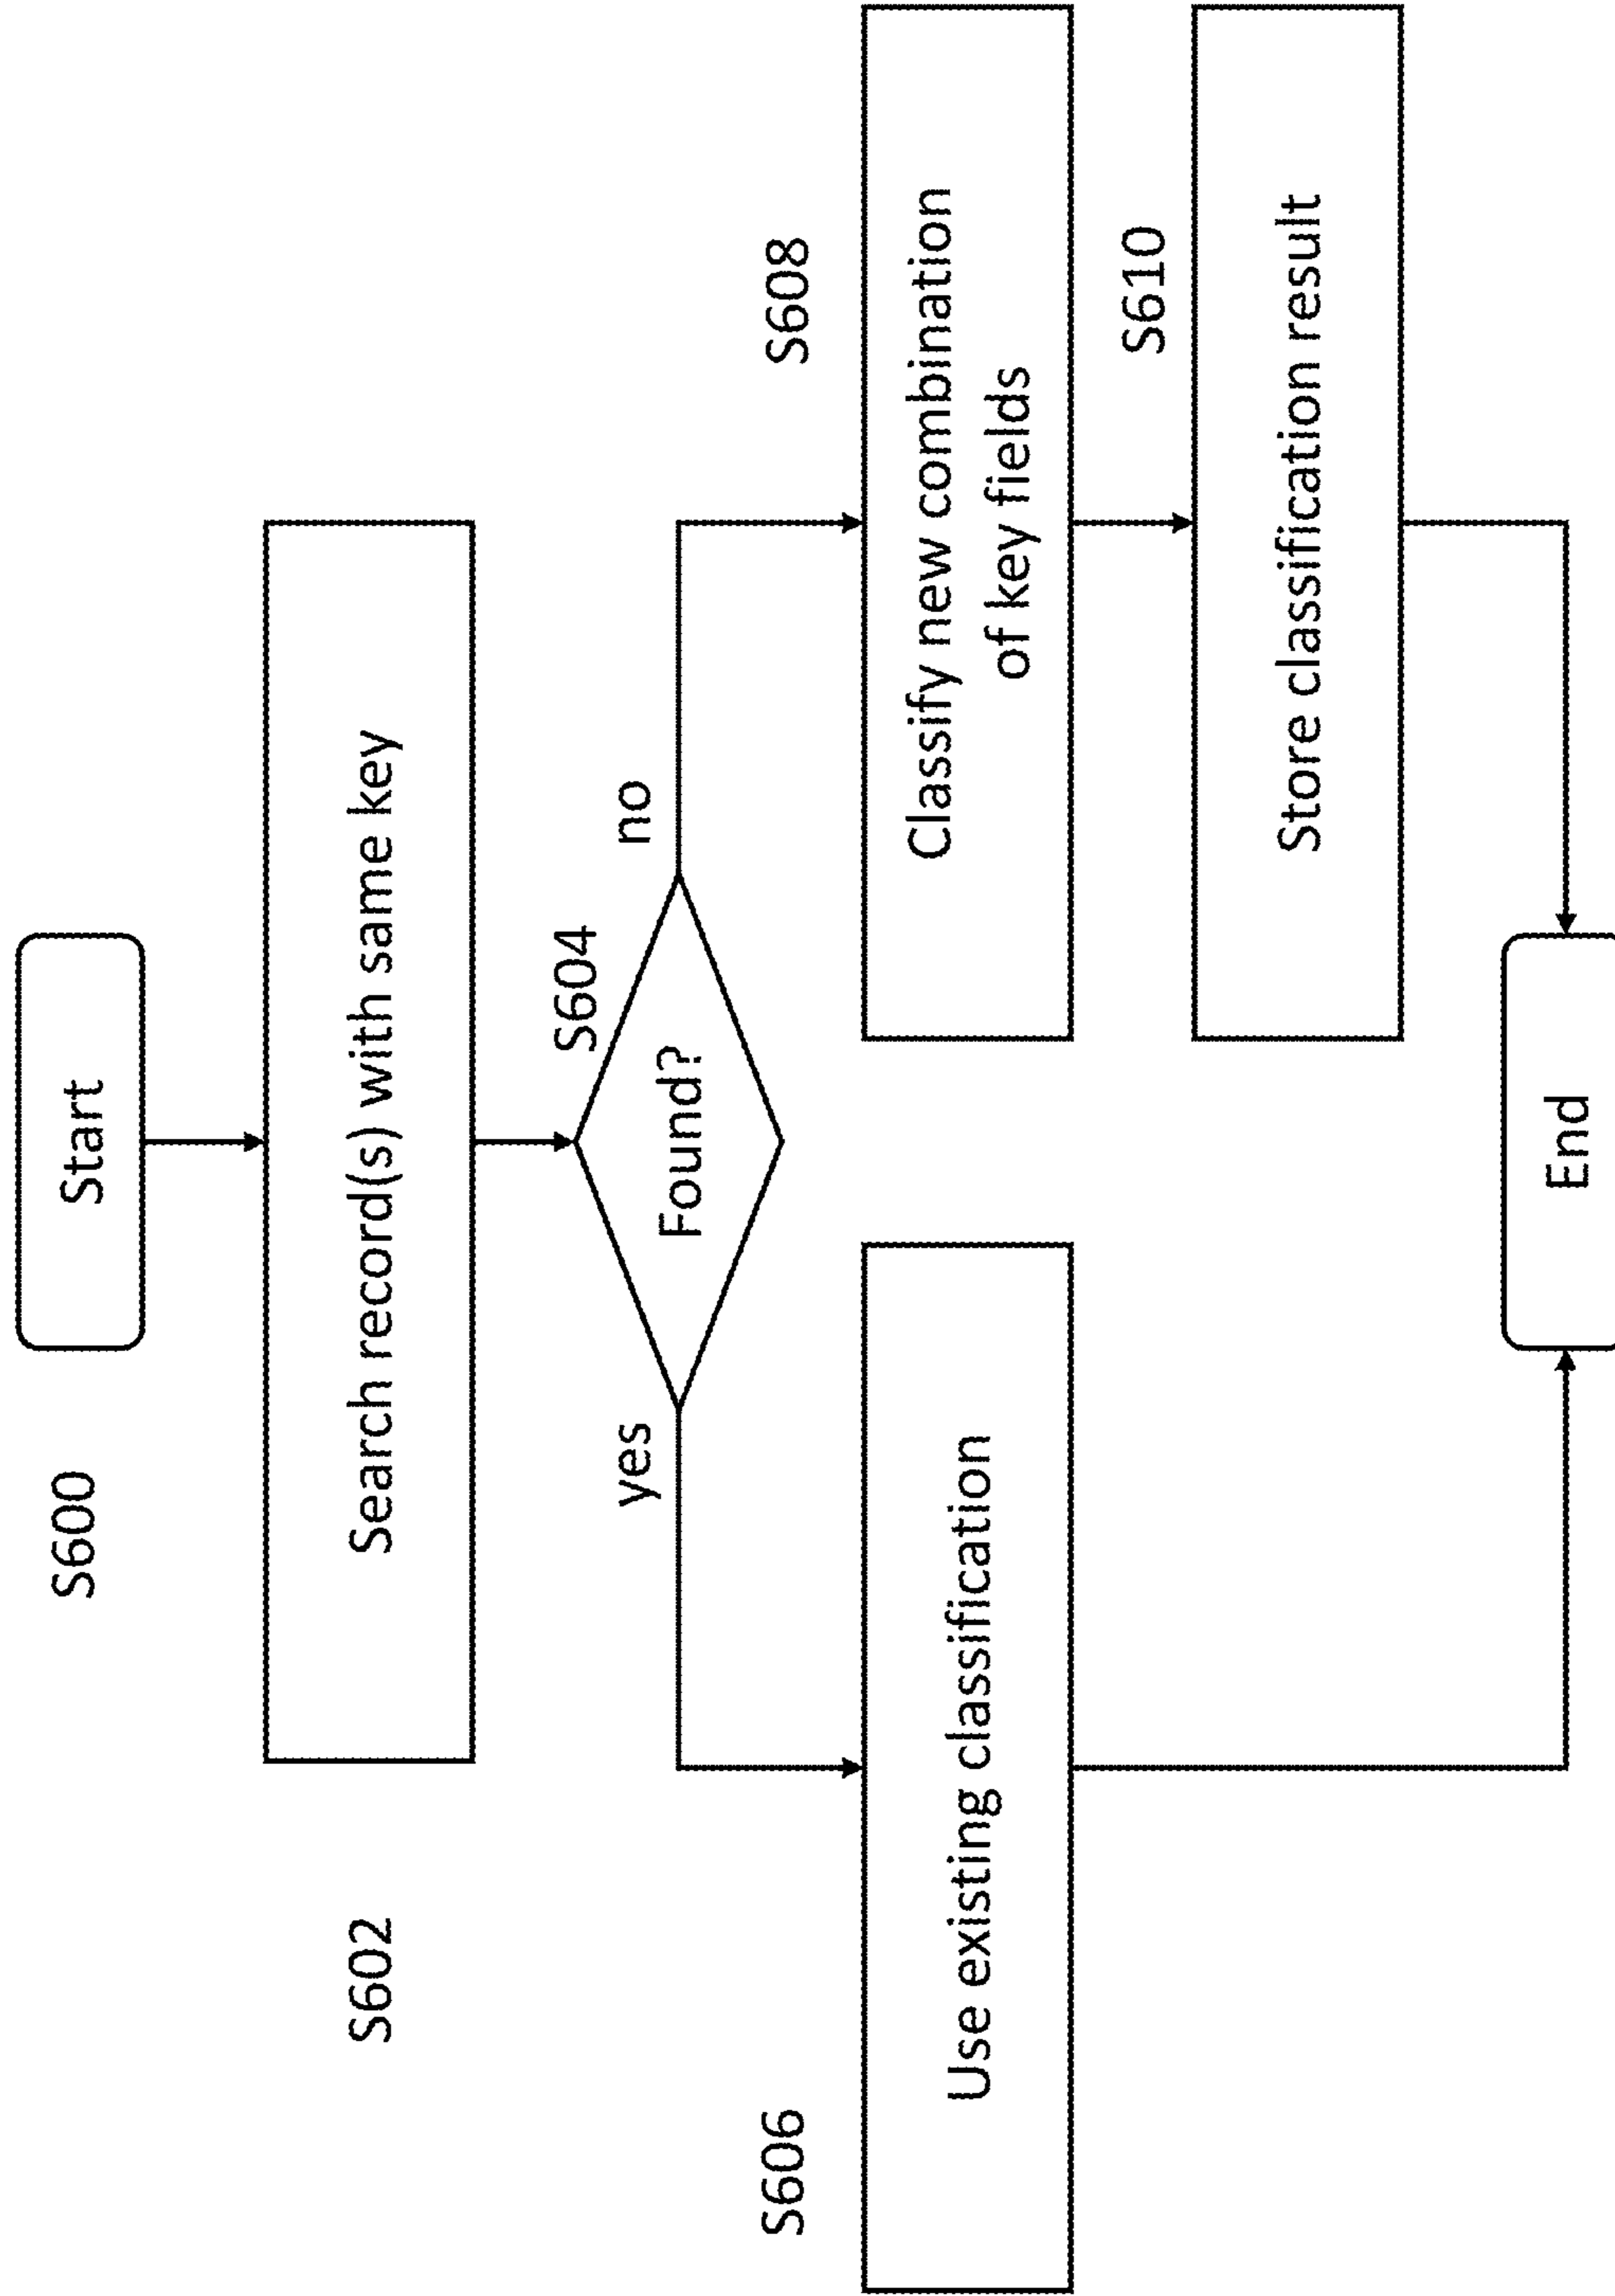 S600
Start
S602
Search record(s) with same key
S604
Found?
yes
no
S606
Use existing classification
S608
Classify new combination
of key fields
S610
Store classification result
End